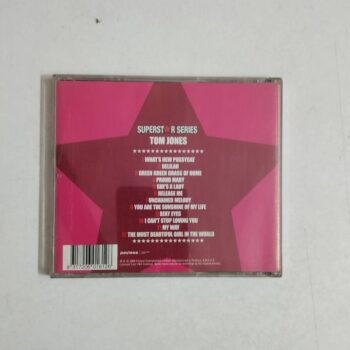 SUPERST★R SERIES
TOM JONES
WHAT'S NEW PUSSYCAT
DELILAH
GREEN GREEN GRASS OF HOME
PROUD MARY
SHE'S A LADY
RELEASE ME
UNCHAINED MELODY
YOU ARE THE SUNSHINE OF MY LIFE
SEXY EYES
I CAN'T STOP LOVING YOU
MY WAY
THE MOST BEAUTIFUL GIRL IN THE WORLD